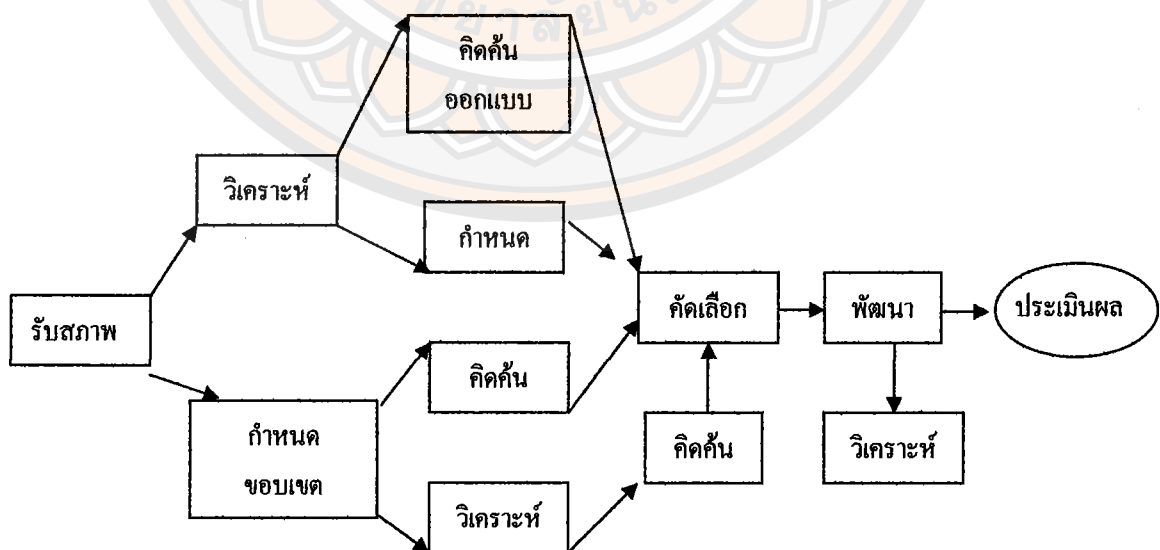 คิดค้น
ออกแบบ
วิเคราะห์
กำหนด
รับสภาพ
คัดเลือก
พัฒนา
ประเมินผล
คิดค้น
กำหนด
ขอบเขต
คิดค้น
วิเคราะห์
วิเคราะห์